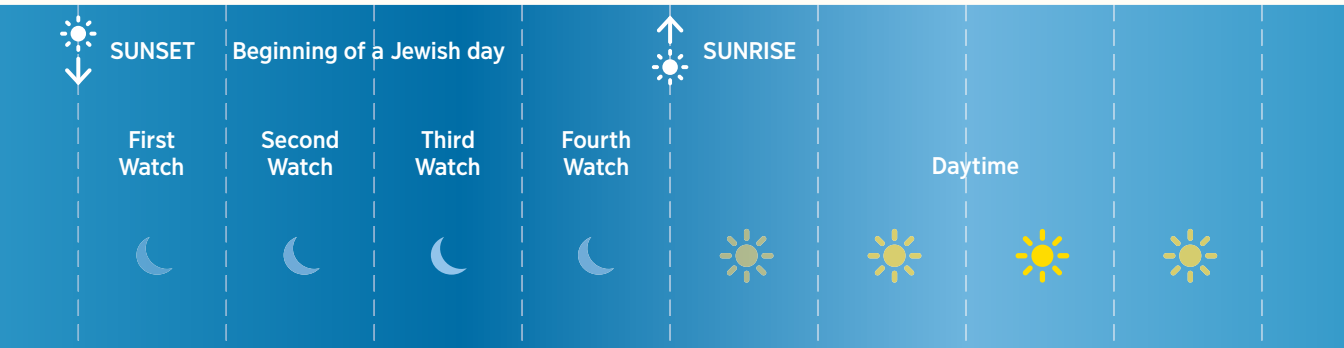 SUNSET
Beginning of a Jewish day
SUNRISE
First
Watch
Second
Watch
Third
Watch
Fourth
Watch
Daytime